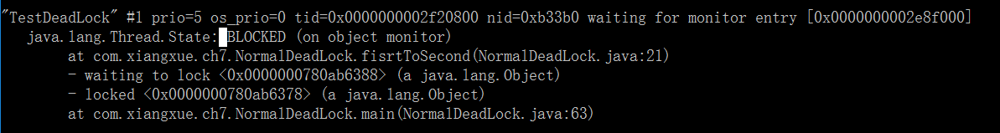 "TestDeadLock" #1 prio=5 os_prio=0 tid=0x0000000002f20800 nid=0xb33b0 waiting for monitor entry [0x0000000002e8f000]
java.lang.Thread.State: BLOCKED (on object monitor)
at com.xiangxue.ch7.NormalDeadLock.fisrtToSecond(NormalDeadLock.java:21)
- waiting to lock <0x0000000780ab6388> (a java.lang.Object)
- locked <0x0000000780ab6378> (a java.lang.Object)
at com.xiangxue.ch7.NormalDeadLock.main(NormalDeadLock.java:63)